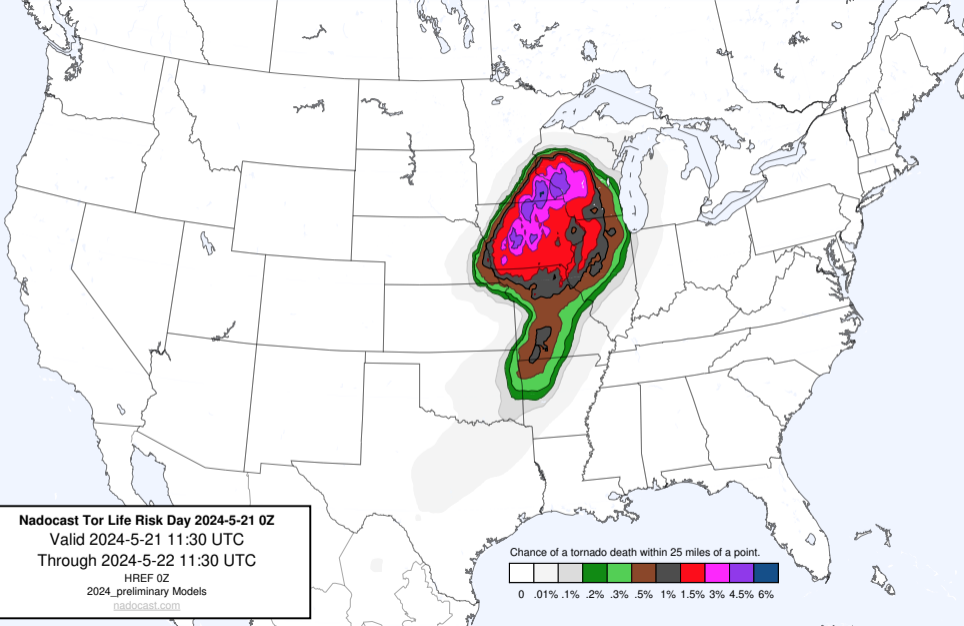 Nadocast Tor Life Risk Day 2024-5-21 0Z
Valid 2024-5-21 11:30 UTC
Through 2024-5-22 11:30 UTC
HREF 0Z
2024_preliminary Models
nadocast.com
Chance of a tornado death within 25 miles of a point.
0 .01% .1% .2% .3% .5% 1% 1.5% 3% 4.5% 6%